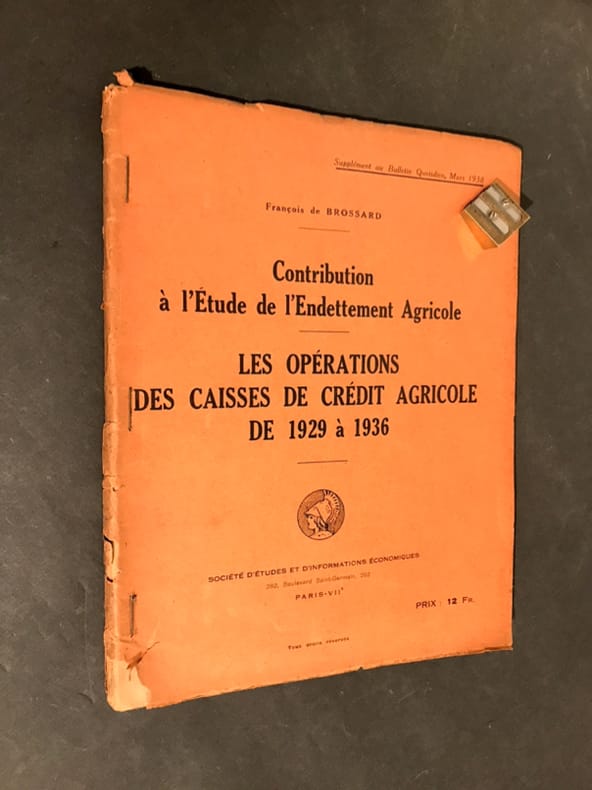 Supplément au Bulletin Quotidien, Mars 1938
François de BROSSARD
Contribution
à l'Étude de l'Endettement Agricole
LES OPÉRATIONS
DES CAISSES DE CRÉDIT AGRICOLE
DE 1929 à 1936
SOCIÉTÉ D'ÉTUDES ET D'INFORMATIONS ÉCONOMIQUES
282, Boulevard Saint-Germain, 282
PARIS-VIIe
PRIX : 12 Fr.
Tous droits réservés